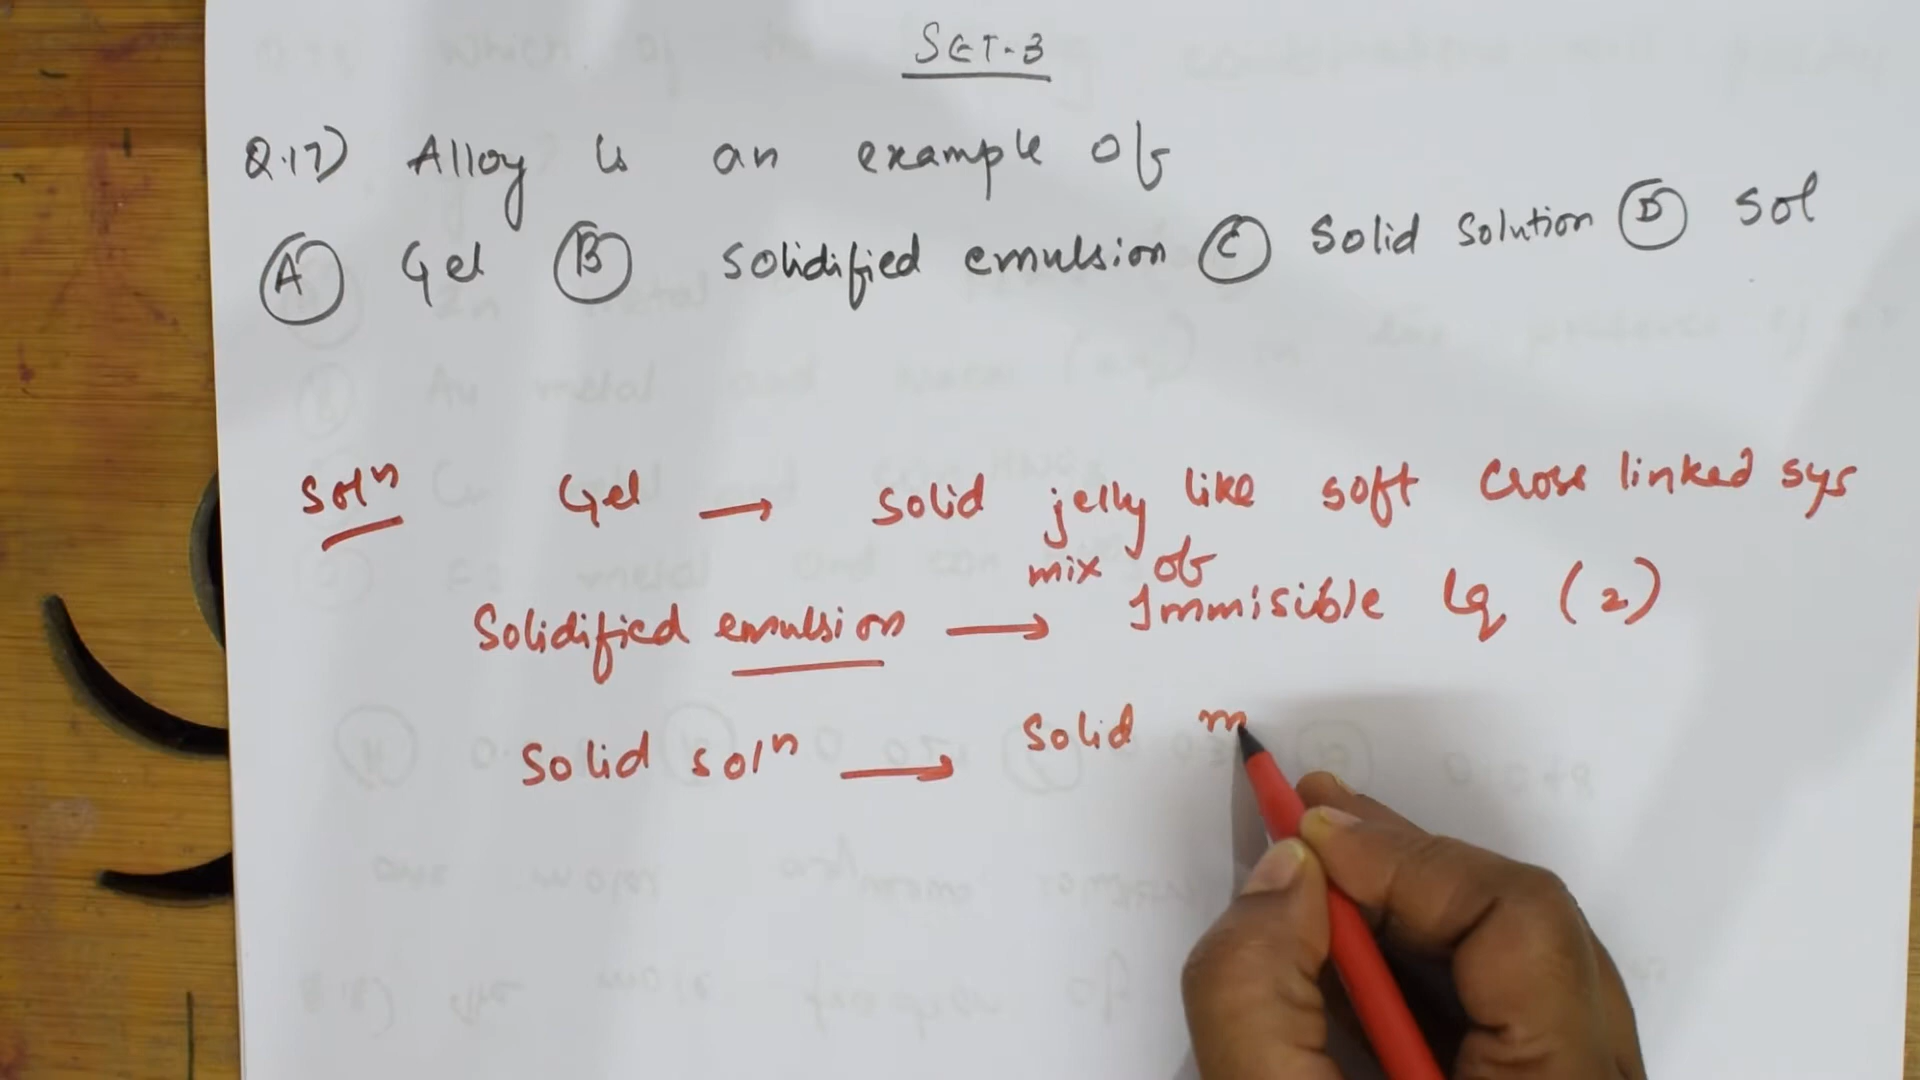 SET-3
Q.17) Alloy is an example of
(A) Gel (B) solidified emulsion (C) Solid Solution (D) Sol
Solⁿ Gel → Solid jelly like soft cross linked sys
mix of
Solidified emulsion → Immisible Lq (2)
Solid solⁿ → Solid m